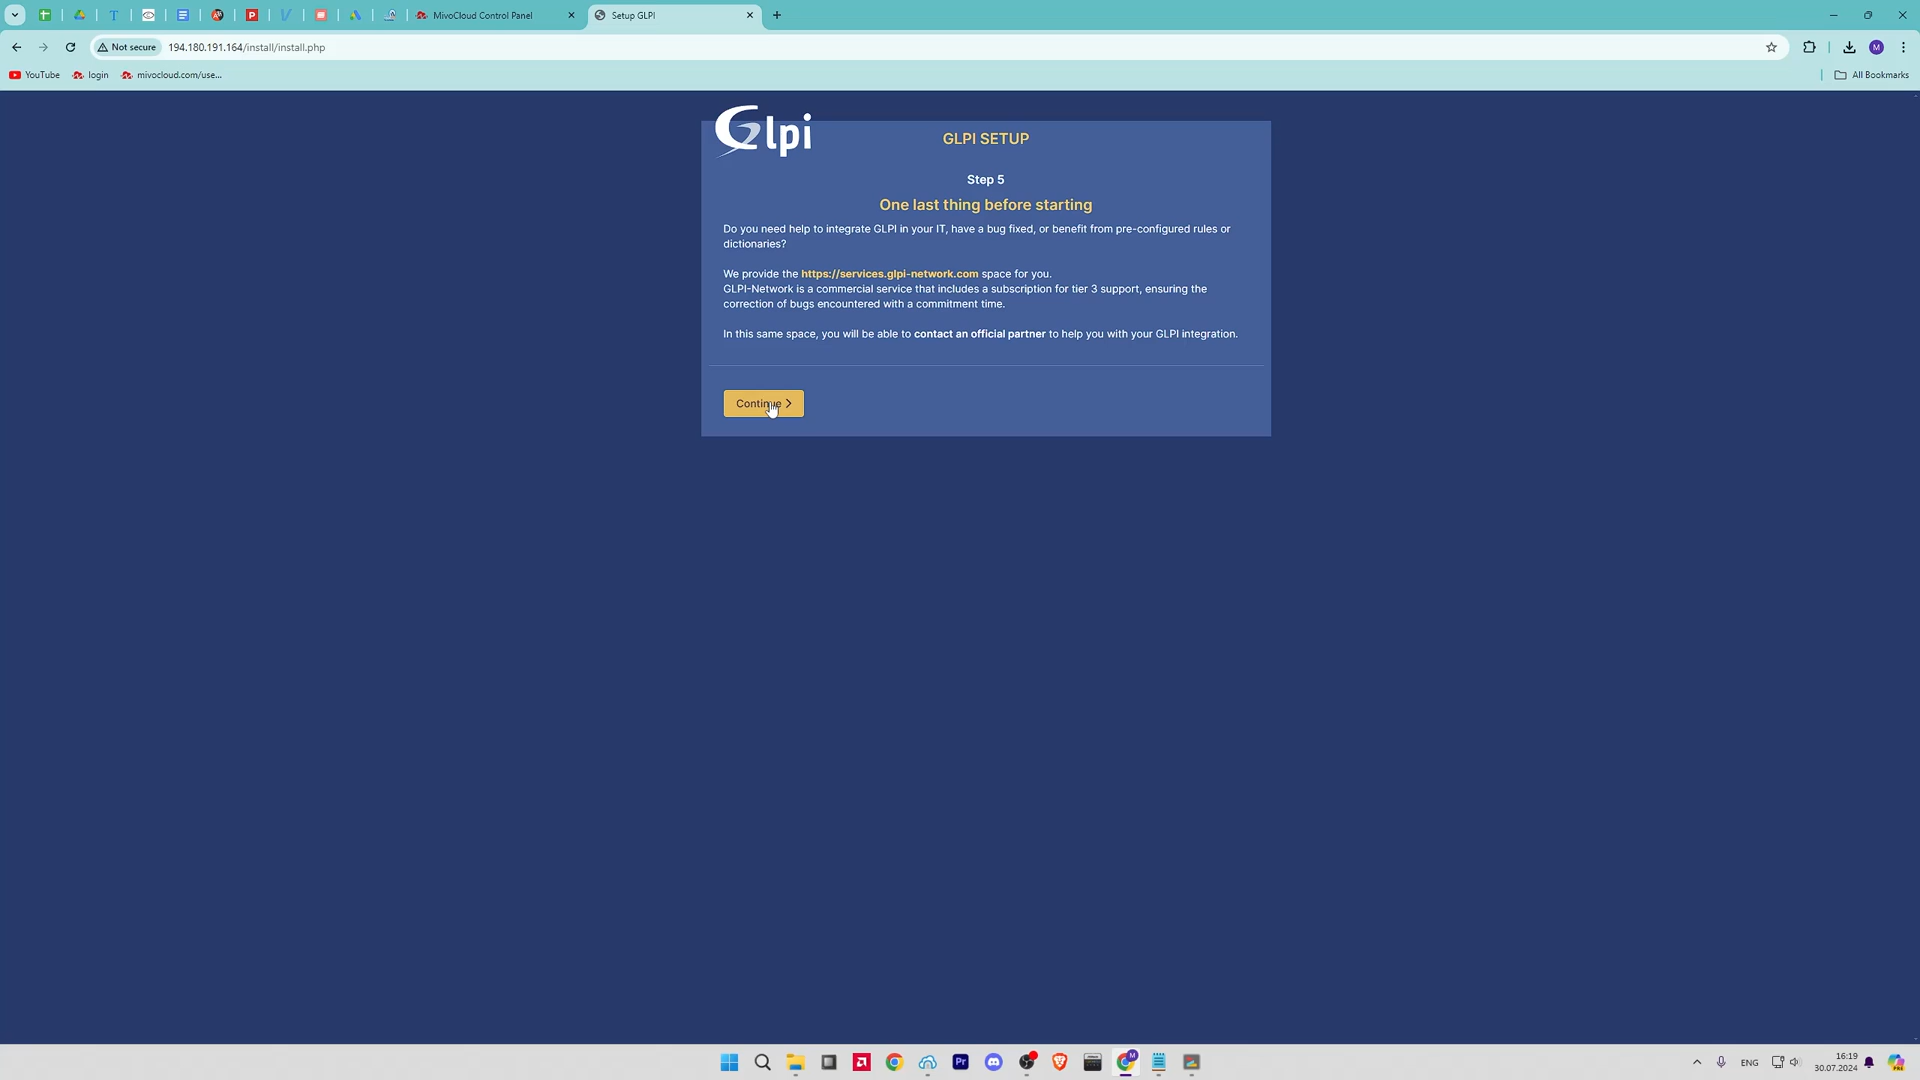 MivoCloud Control Panel
Setup GLPI
Not secure
194.180.191.164/install/install.php
M
YouTube
login
mivocloud.com/use...
All Bookmarks
Glpi
GLPI SETUP
Step 5
One last thing before starting
Do you need help to integrate GLPI in your IT, have a bug fixed, or benefit from pre-configured rules or
dictionaries?
We provide the https://services.glpi-network.com space for you.
GLPI-Network is a commercial service that includes a subscription for tier 3 support, ensuring the
correction of bugs encountered with a commitment time.
In this same space, you will be able to contact an official partner to help you with your GLPI integration.
Continue
Pr
M
ENG
16:19
30.07.2024
PRE